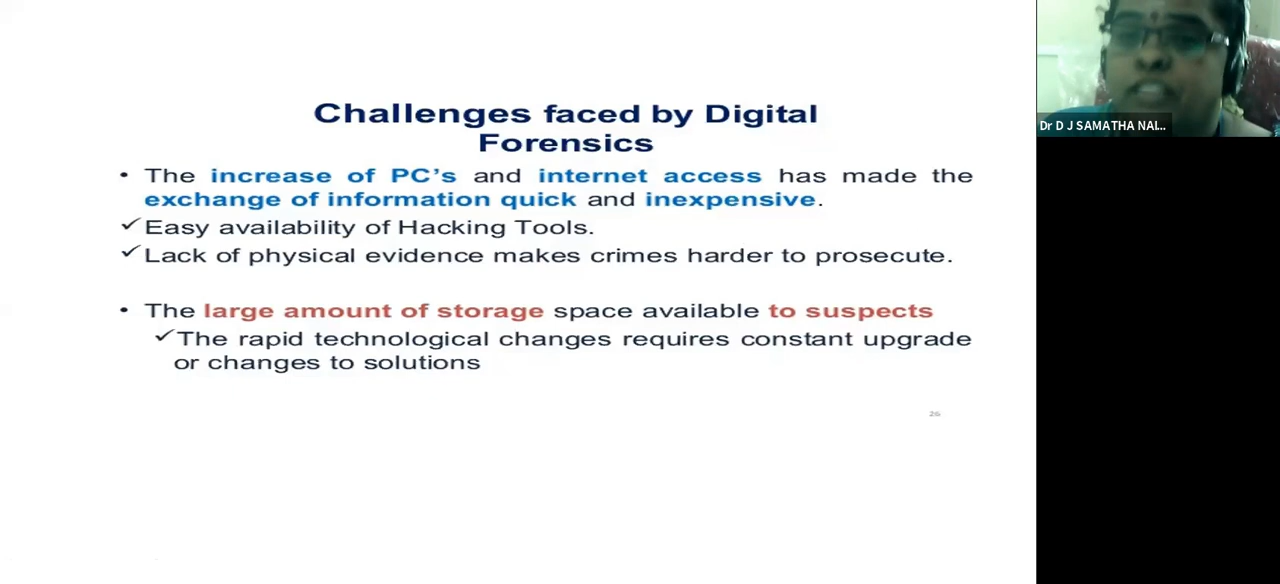 Challenges faced by Digital
Forensics
• The increase of PC’s and internet access has made the
exchange of information quick and inexpensive.
✓Easy availability of Hacking Tools.
✓Lack of physical evidence makes crimes harder to prosecute.
• The large amount of storage space available to suspects
✓The rapid technological changes requires constant upgrade
or changes to solutions
26
Dr D J SAMATHA NAI...